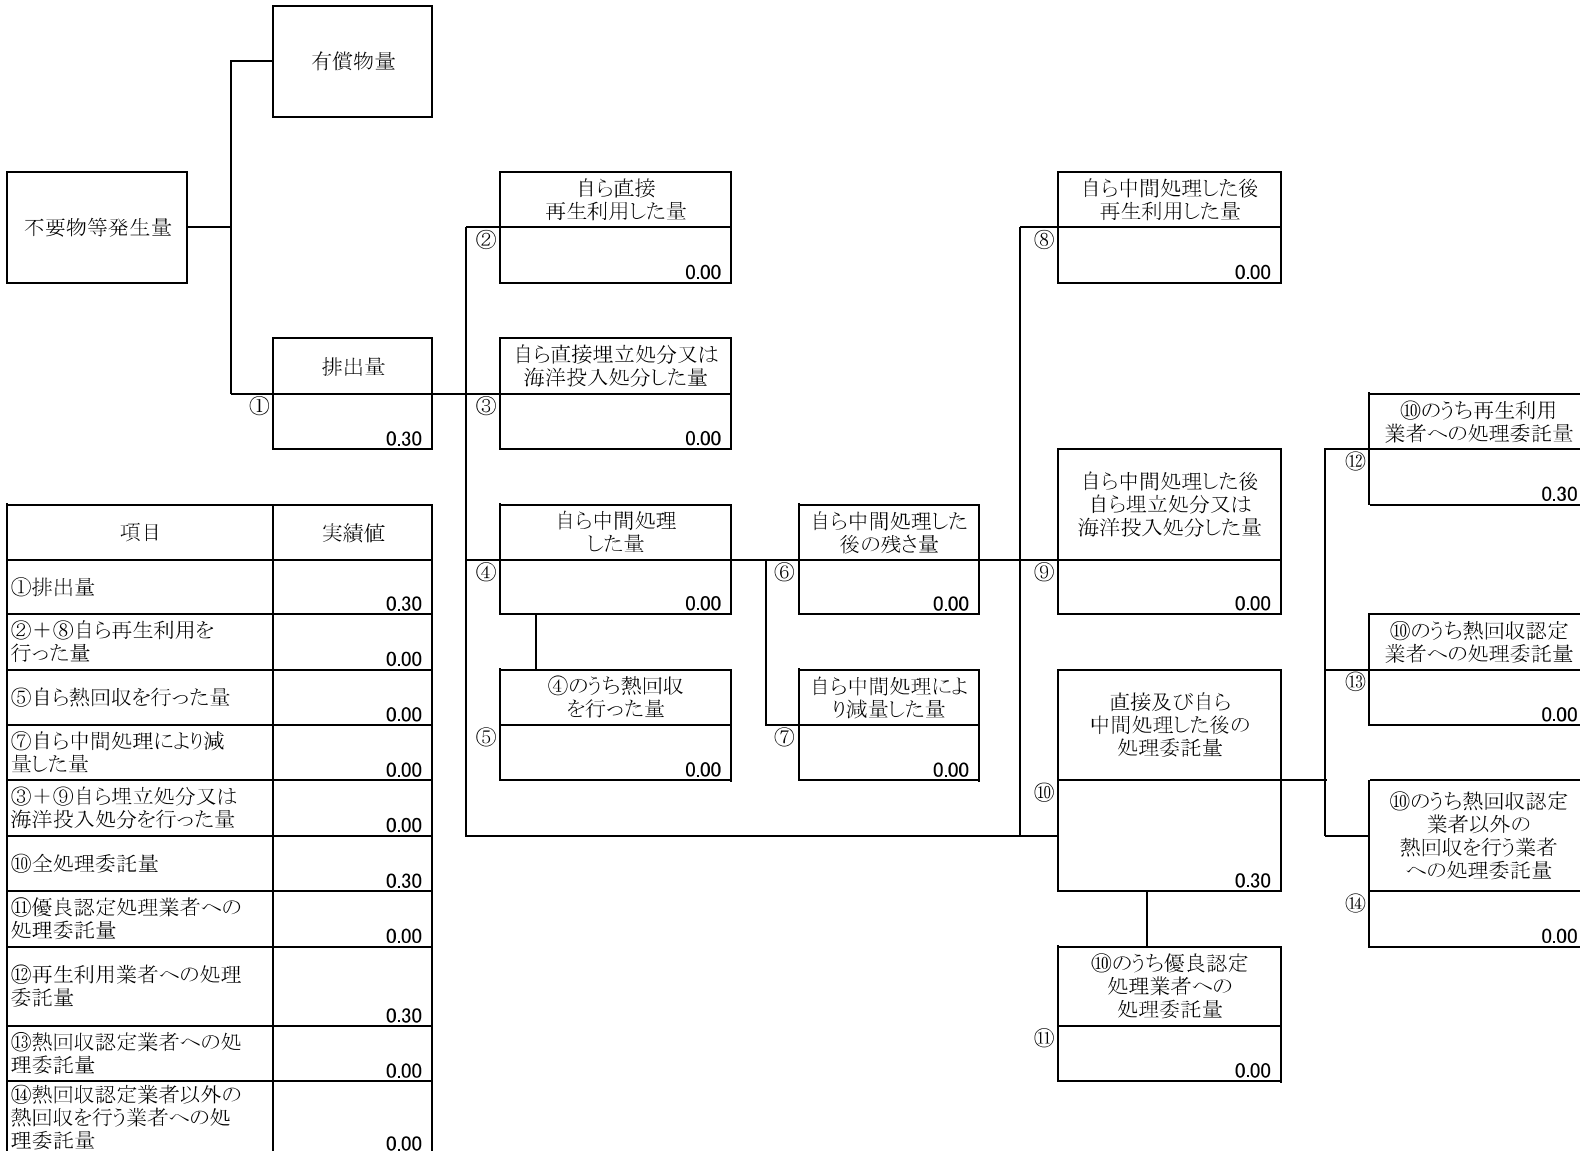 有償物量
不要物等発生量
自ら直接
再生利用した量
②
0.00
自ら中間処理した後
再生利用した量
⑧
0.00
排出量
①
0.30
自ら直接埋立処分又は
海洋投入処分した量
③
0.00
⑩のうち再生利用
業者への処理委託量
⑫
0.30
自ら中間処理
した量
④
0.00
自ら中間処理した
後の残さ量
⑥
0.00
自ら中間処理した後
自ら埋立処分又は
海洋投入処分した量
⑨
0.00
⑩のうち熱回収認定
業者への処理委託量
⑬
0.00
④のうち熱回収
を行った量
⑤
0.00
自ら中間処理によ
り減量した量
⑦
0.00
直接及び自ら
中間処理した後の
処理委託量
⑩
0.30
⑩のうち熱回収認定
業者以外の
熱回収を行う業者
への処理委託量
⑭
0.00
⑩のうち優良認定
処理業者への
処理委託量
⑪
0.00
項目 実績値
①排出量
0.30
②＋⑧自ら再生利用を
行った量
0.00
⑤自ら熱回収を行った量
0.00
⑦自ら中間処理により減
量した量
0.00
③＋⑨自ら埋立処分又は
海洋投入処分を行った量
0.00
⑩全処理委託量
0.30
⑪優良認定処理業者への
処理委託量
0.00
⑫再生利用業者への処理
委託量
0.30
⑬熱回収認定業者への処
理委託量
0.00
⑭熱回収認定業者以外の
熱回収を行う業者への処
理委託量
0.00